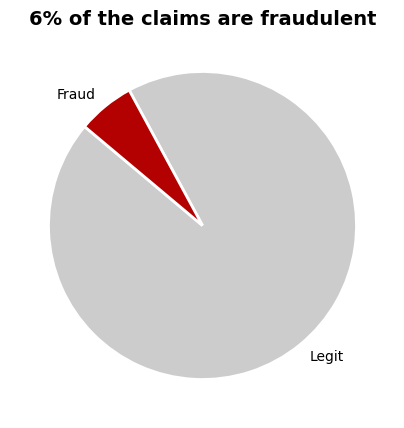 6% of the claims are fraudulent
Fraud
Legit